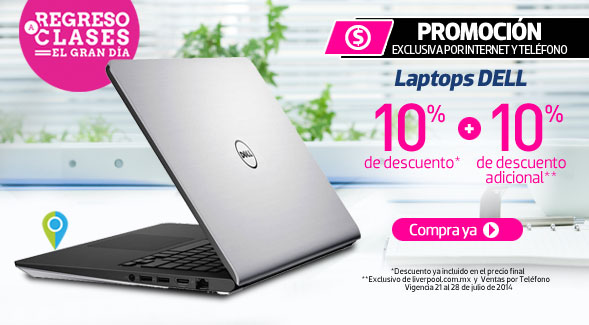 REGRESO
A CLASES
EL GRAN DÍA
$ PROMOCIÓN
EXCLUSIVA POR INTERNET Y TELÉFONO
Laptops DELL
10% + 10%
de descuento* de descuento
adicional**
Compra ya
*Descuento ya incluido en el precio final
**Exclusivo de liverpool.com.mx y Ventas por Teléfono
Vigencia 21 al 28 de julio de 2014
DELL